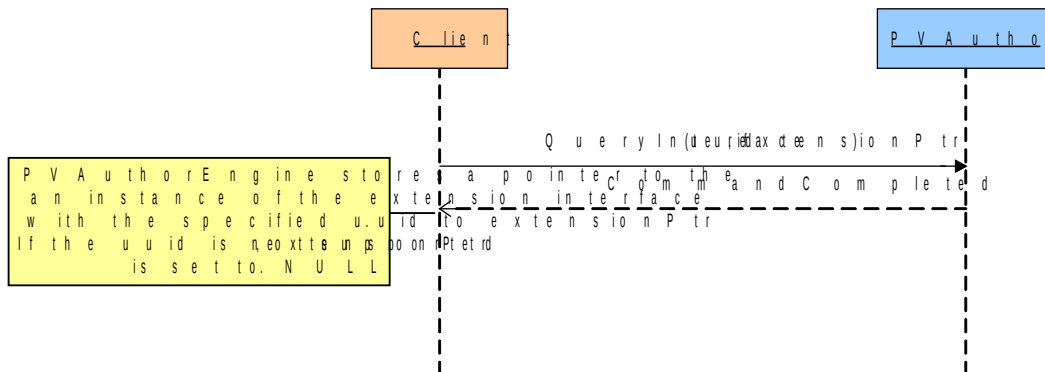 Client
PVAutho
QueryInterface(uuid, extensionPtr)
CommandCompleted
PVAuthorEngine stores a pointer to the
an instance of the extension interface
with the specified uuid to extensionPtr.
If the uuid is not supported, extensionPtr
is set to NULL.